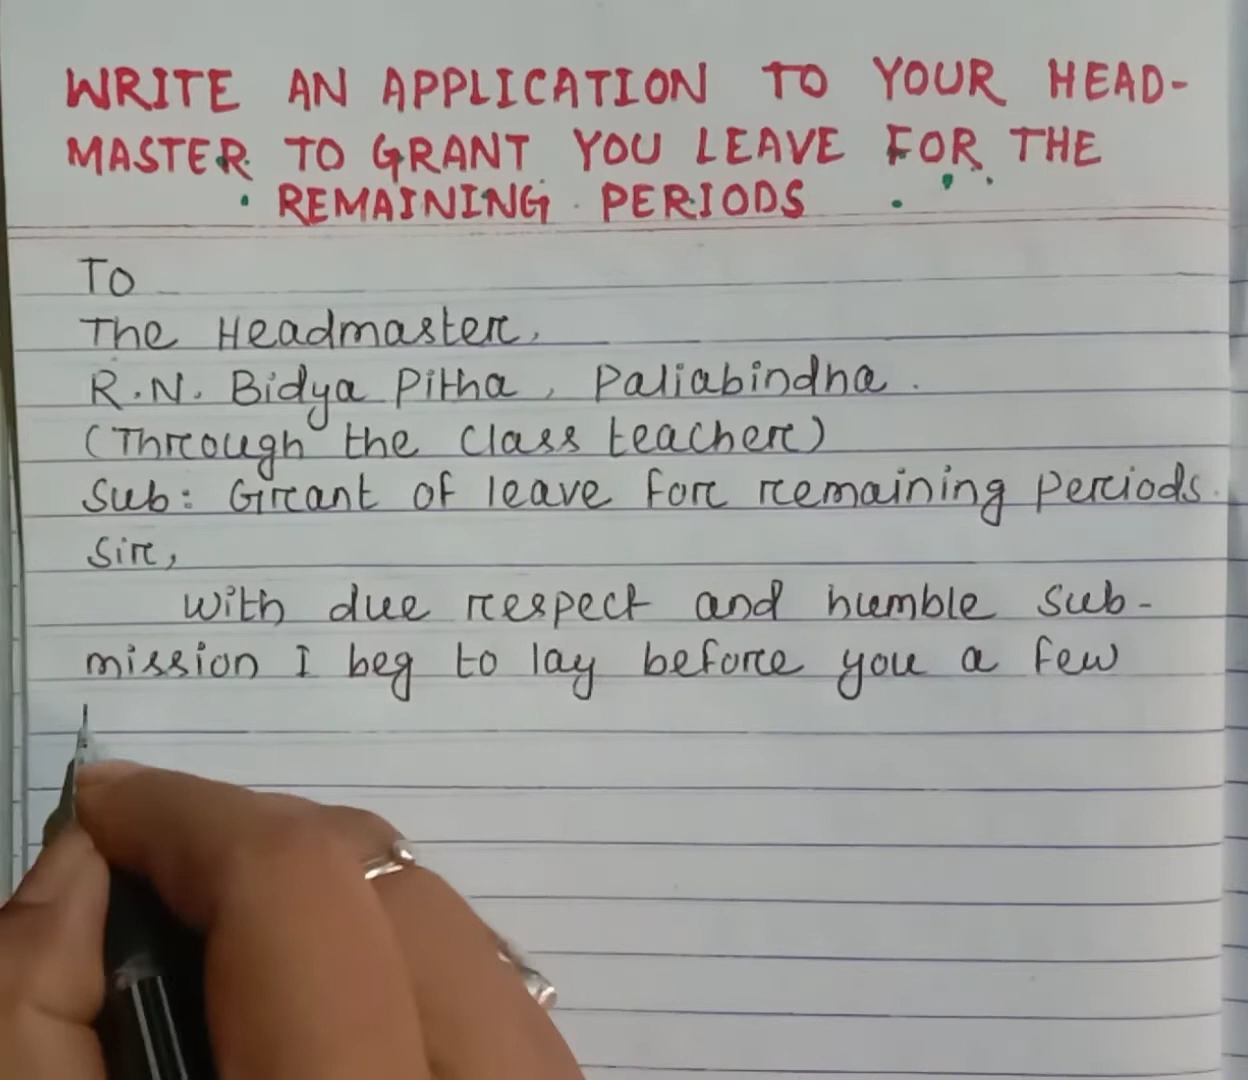 WRITE AN APPLICATION TO YOUR HEAD-
MASTER TO GRANT YOU LEAVE FOR THE
REMAINING PERIODS
To
The Headmaster,
R.N. Bidya Pitha, Paliabindha.
(Through the class teacher)
Sub: Grant of leave for remaining periods.
Sir,
With due respect and humble sub-
mission I beg to lay before you a few